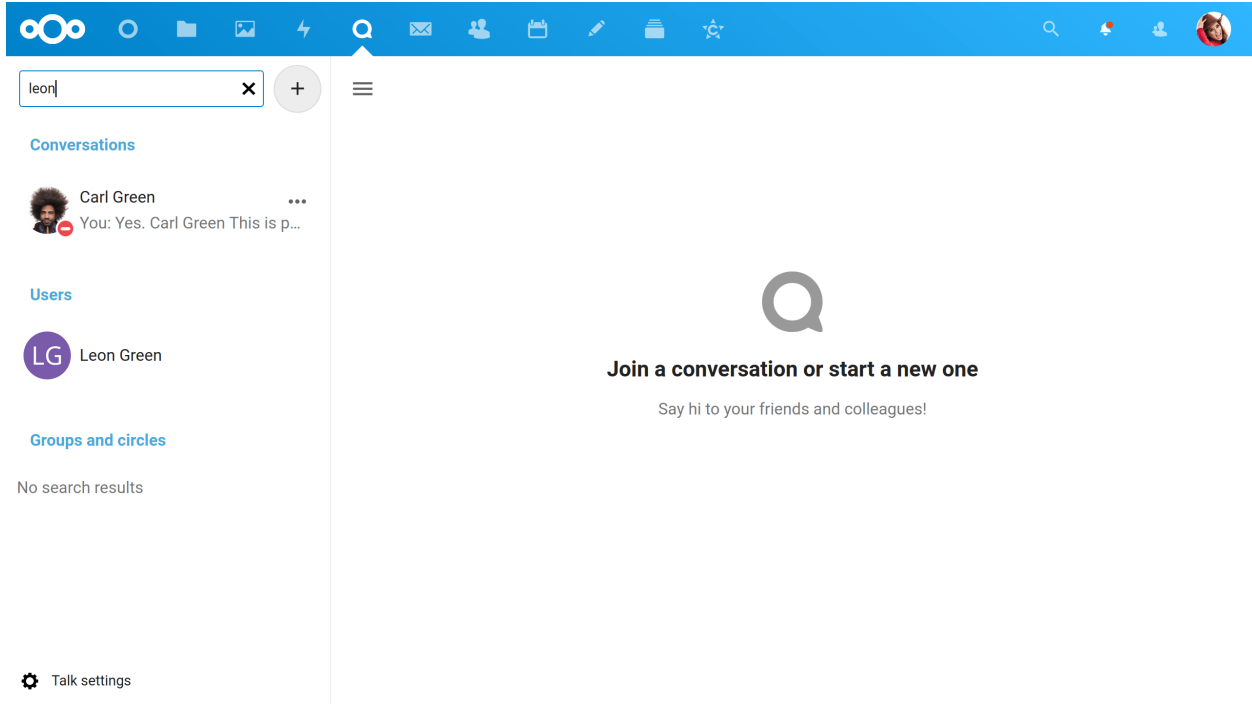 leon
Conversations
Carl Green
You: Yes. Carl Green This is p...
Users
LG Leon Green
Groups and circles
No search results
Talk settings
Join a conversation or start a new one
Say hi to your friends and colleagues!